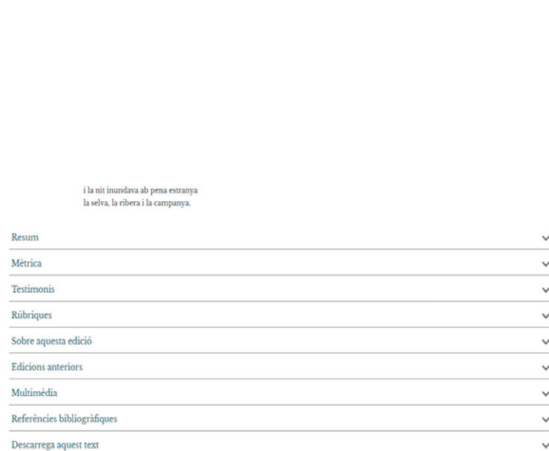 i la nit inundava ab pena estranya
la selva, la ribera i la campanya.
Resum
Mètrica
Testimonis
Rúbriques
Sobre aquesta edició
Edicions anteriors
Multimèdia
Referències bibliogràfiques
Descarrega aquest text